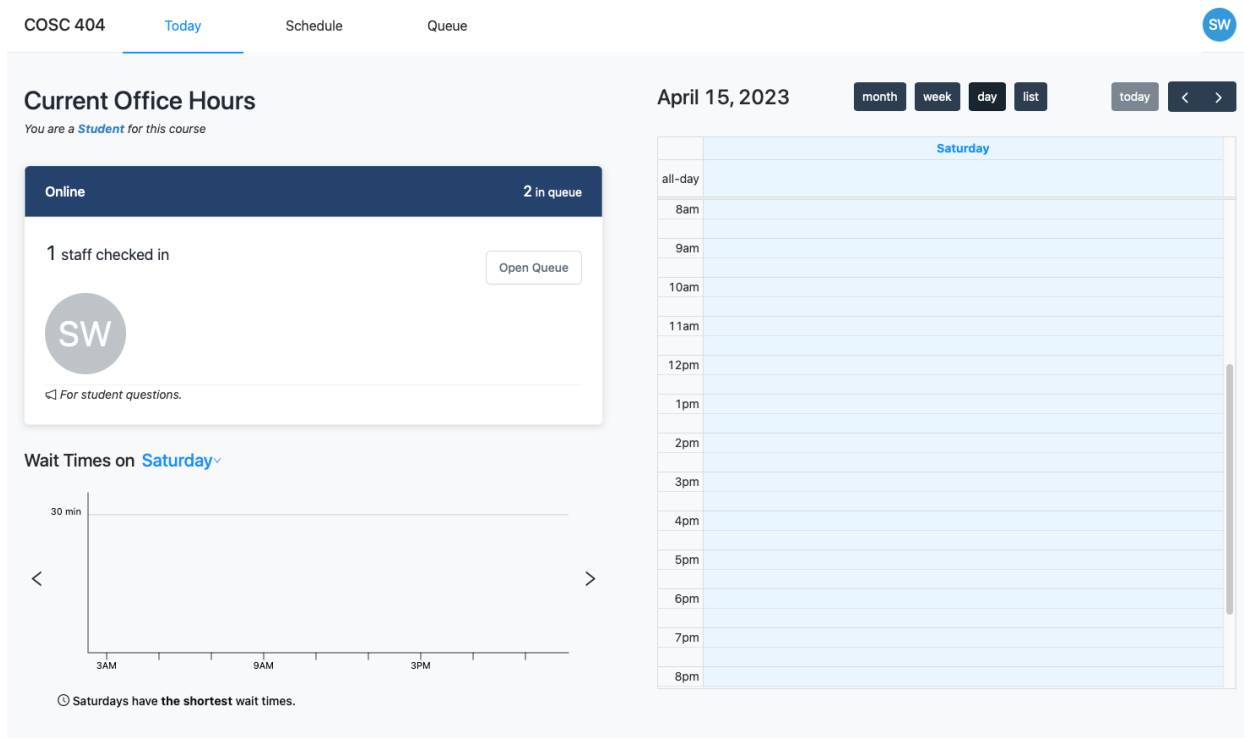 COSC 404 Today Schedule Queue SW
Current Office Hours
You are a Student for this course
Online 2 in queue
1 staff checked in
Open Queue
SW
For student questions.
Wait Times on Saturday
30 min
3AM 9AM 3PM
Saturdays have the shortest wait times.
April 15, 2023 month week day list today
Saturday
all-day
8am
9am
10am
11am
12pm
1pm
2pm
3pm
4pm
5pm
6pm
7pm
8pm